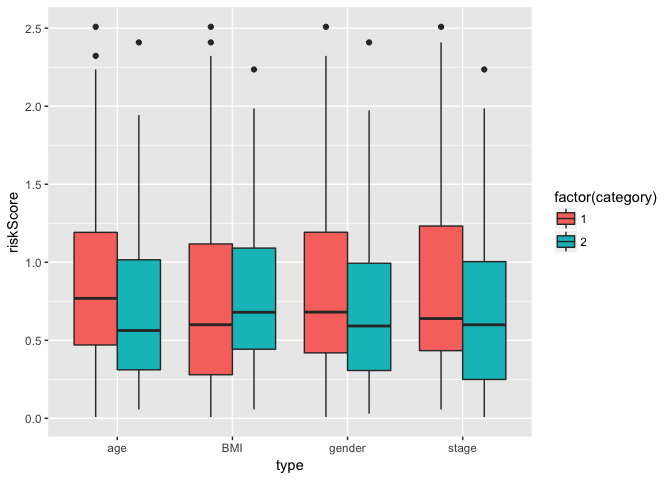 2.5
2.0
1.5
1.0
0.5
0.0
riskScore
age BMI gender stage
type
factor(category)
1
2